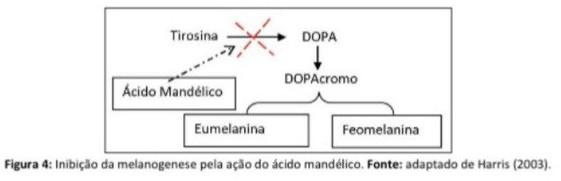 Tirosina
DOPA
DOPAcromo
Ácido Mandélico
Eumelanina
Feomelanina
Figura 4: Inibição da melanogenese pela ação do ácido mandélico. Fonte: adaptado de Harris (2003).